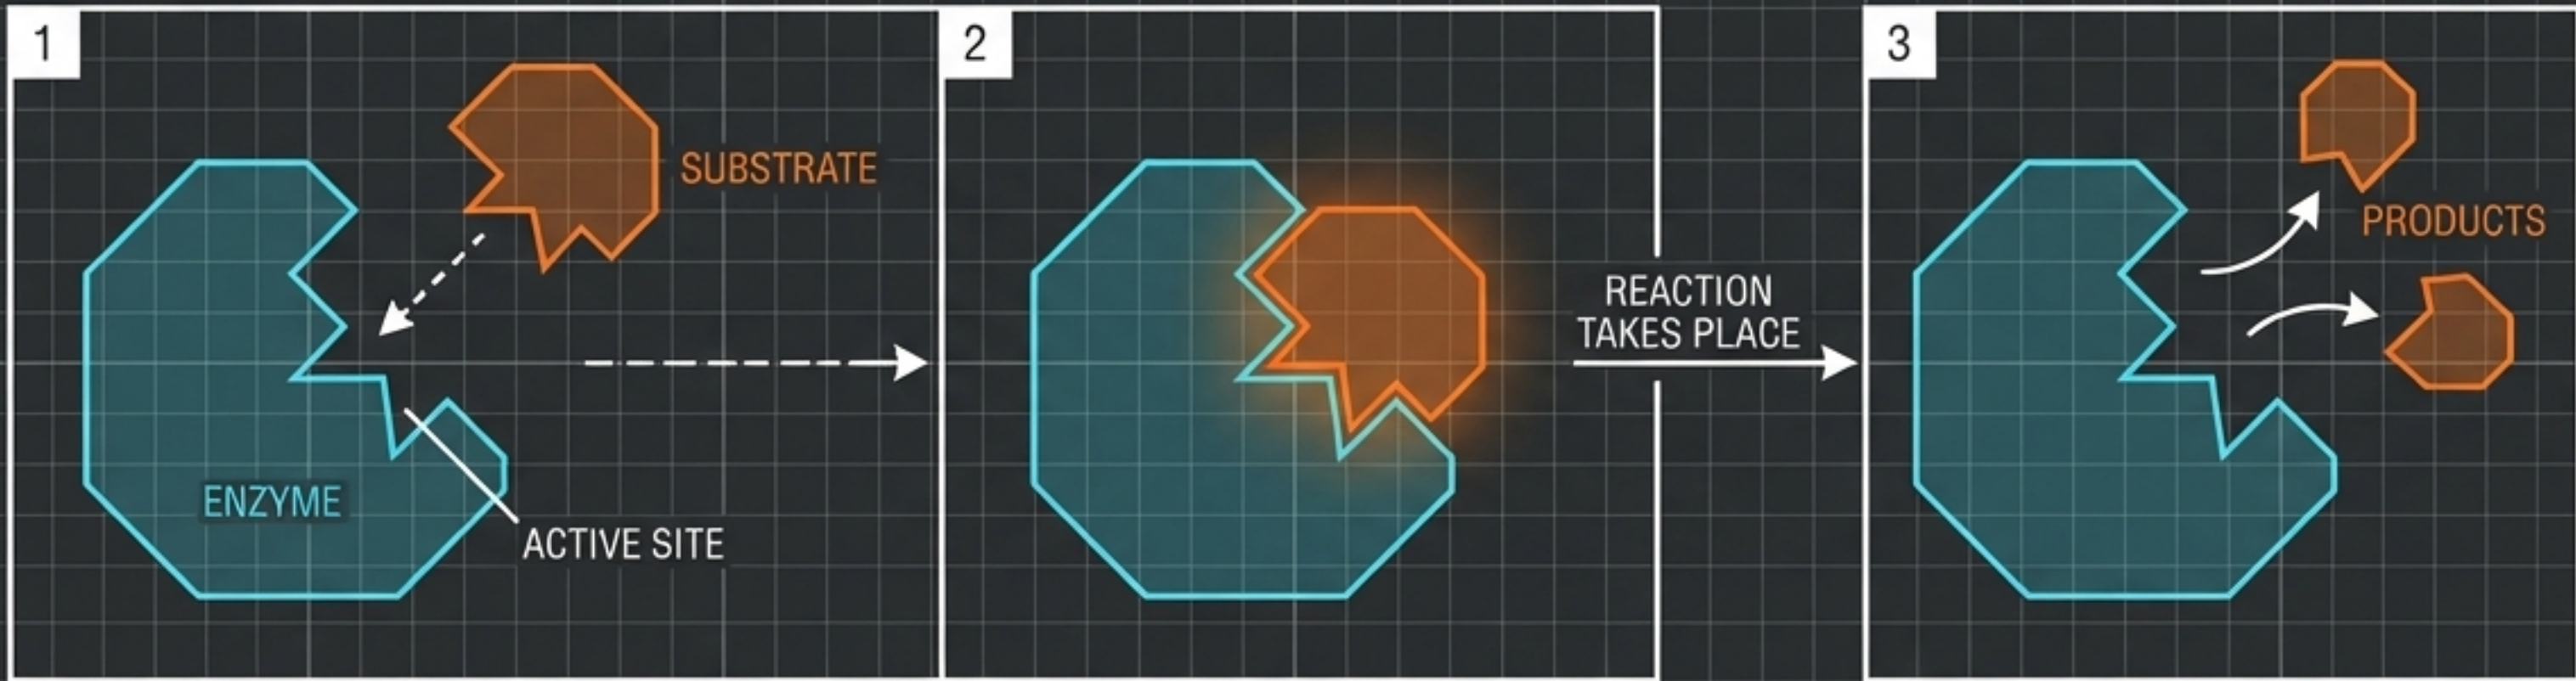 1
SUBSTRATE
ENZYME
ACTIVE SITE
2
REACTION
TAKES PLACE
3
PRODUCTS